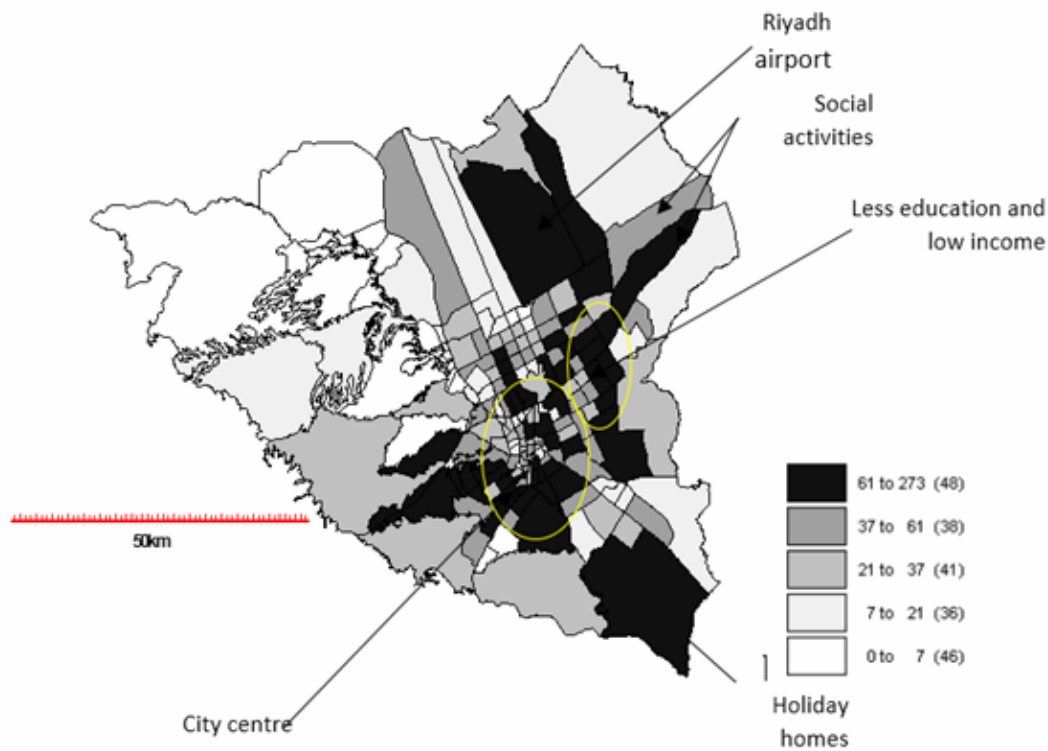 Riyadh
airport
Social
activities
Less education and
low income
61 to 273 (48)
37 to 61 (38)
21 to 37 (41)
7 to 21 (36)
0 to 7 (46)
50km
City centre
Holiday
homes